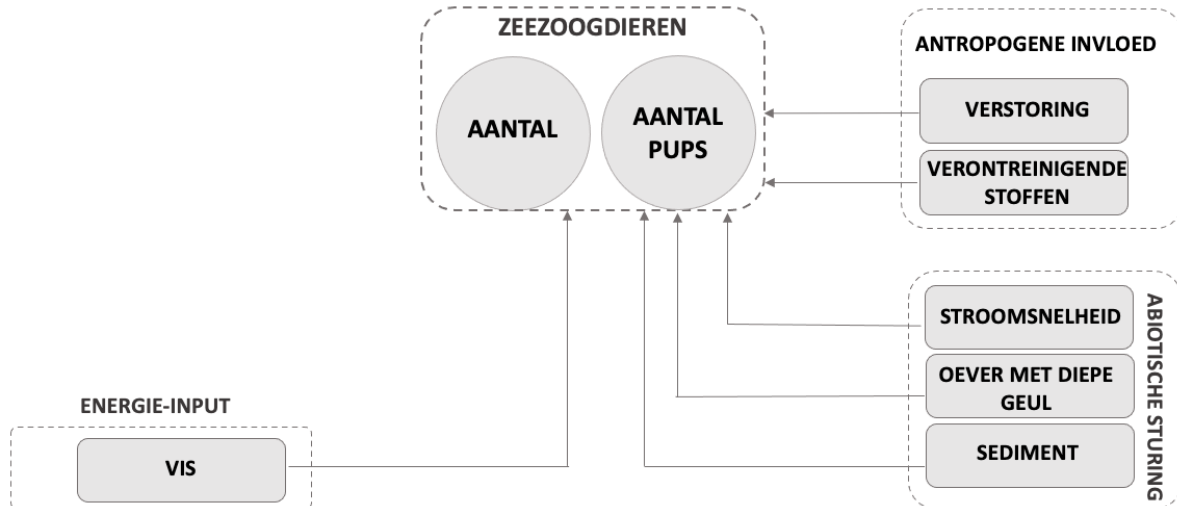 ZEEZOOGDIEREN
AANTAL
AANTAL
PUPS
ANTROPOGENE INVLOED
VERSTORING
VERONTREINIGENDE
STOFFEN
STROOMSNELHEID
OEVER MET DIEPE
GEUL
SEDIMENT
ABIOTISCHE STURING
ENERGIE-INPUT
VIS